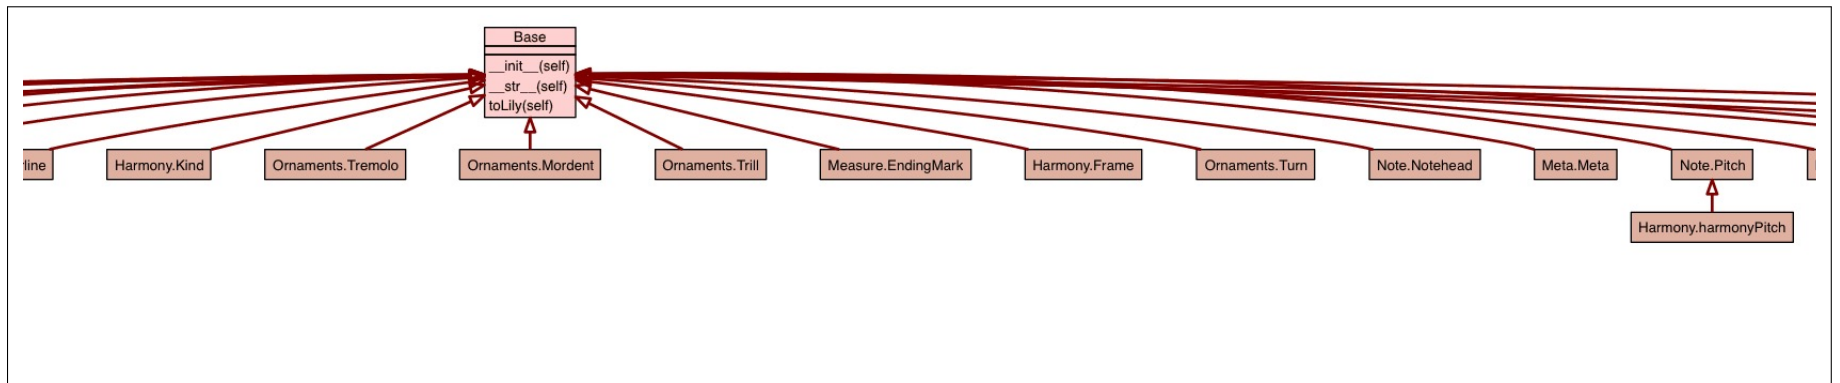 Base
__init__(self)
__str__(self)
toLily(self)
line
Harmony.Kind
Ornaments.Tremolo
Ornaments.Mordent
Ornaments.Trill
Measure.EndingMark
Harmony.Frame
Ornaments.Turn
Note.Notehead
Meta.Meta
Note.Pitch
Harmony.harmonyPitch